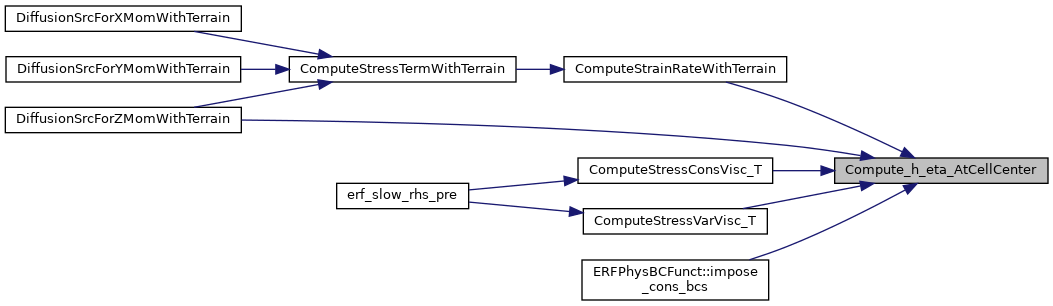 DiffusionSrcForXMomWithTerrain
DiffusionSrcForYMomWithTerrain
ComputeStressTermWithTerrain
ComputeStrainRateWithTerrain
DiffusionSrcForZMomWithTerrain
Compute_h_eta_AtCellCenter
ComputeStressConsVisc_T
erf_slow_rhs_pre
ComputeStressVarVisc_T
ERFPhysBCFunct::impose
_cons_bcs